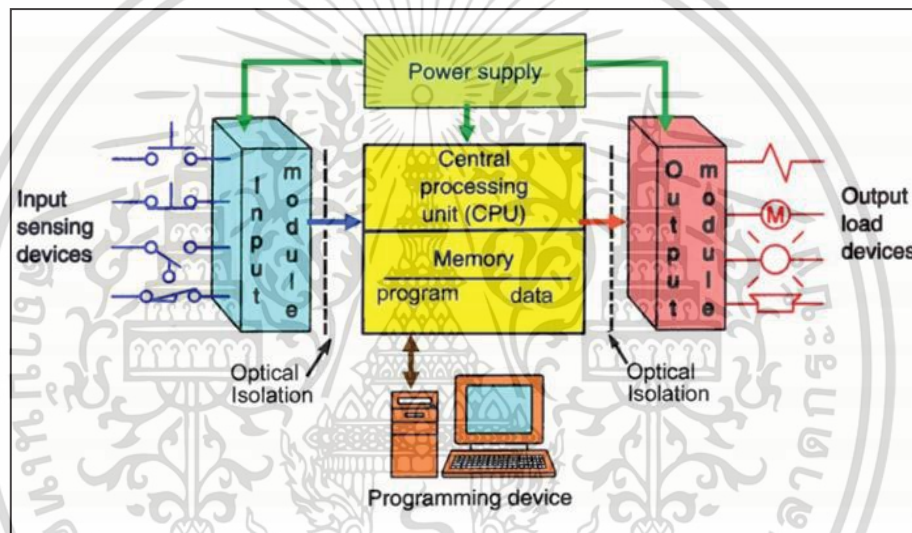 Power supply
Input
sensing
devices
Input
module
Central
processing
unit (CPU)
Memory
program data
Output
module
M
Output
load
devices
Optical
Isolation
Optical
Isolation
Programming device